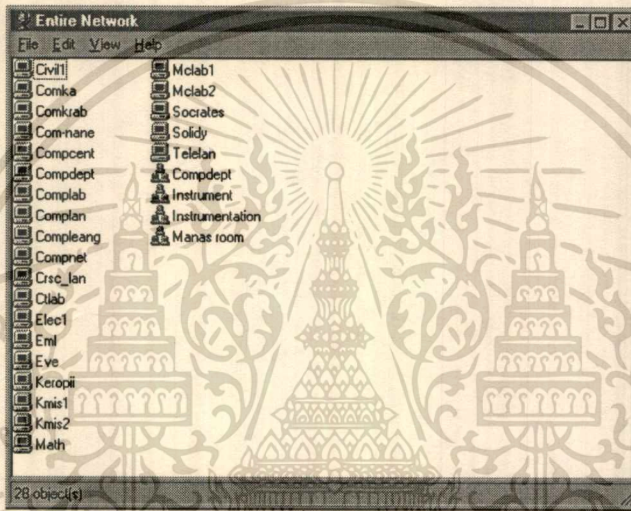 Entire Network
File Edit View Help
Civil1
Comka
Comkrab
Com-nane
Compcent
Compdept
Complab
Complan
Compleang
Compnet
Crsc_lan
Ctlab
Elec1
Eml
Eve
Keropii
Kmis1
Kmis2
Math
Mclab1
Mclab2
Socrates
Solidy
Telelan
Compdept
Instrument
Instrumentation
Manas room
28 object(s)